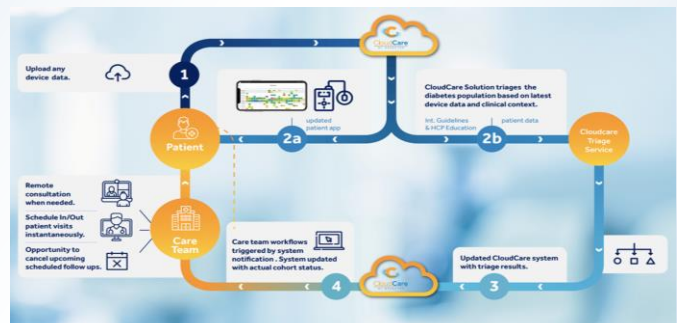 CloudCare
Upload any
device data.
1
updated
patient app
2a
CloudCare Solution triages the
diabetes population based on latest
device data and clinical context.
Int. Guidelines
& HCP Education
patient data
2b
Patient
Cloudcare
Triage
Service
Remote
consultation
when needed.
Schedule In/Out
patient visits
instantaneously.
Opportunity to
cancel upcoming
scheduled follow ups.
Care
Team
Care team workflows
triggered by system
notification . System updated
with actual cohort status.
4
CloudCare
Updated CloudCare system
with triage results.
3